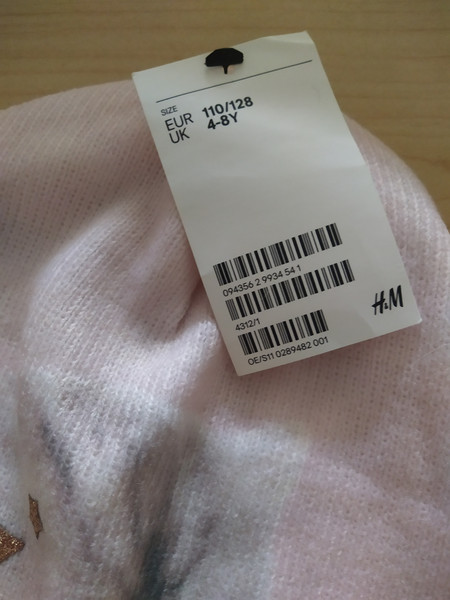 SIZE
EUR 110/128
UK 4-8Y
094356 2 9934 54 1
4312/1
OE/S11 0289482 001
H&M